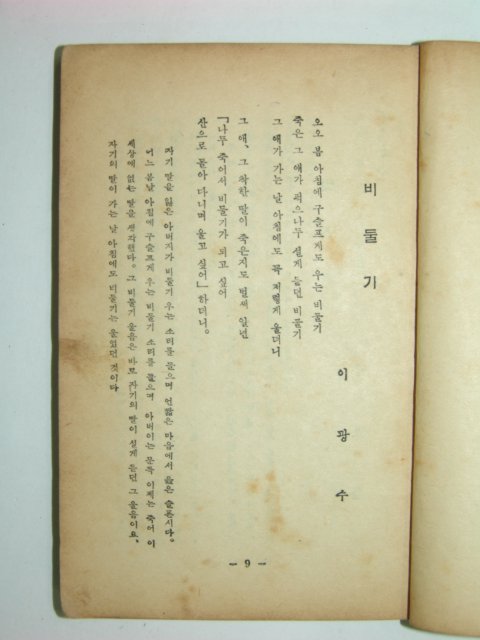 비둘기
이광수
오오 봄 아침에 구슬프게도 우는 비둘기
죽은 그 애가 퍽으나두 설게 듣던 비둘기
그 애가 가는 날 아침에도 꼭 저렇게 울더니
그 애, 그 착한 딸이 죽은지도 벌써 일년
「나두 죽어서 비둘기가 되고 싶어
산으로 돌아 다니며 울고 싶어」하더니。
자기 딸을 잃은 아버지가 비둘기 우는 소리를 들으며 언짢은 마음에서 읊은 슬픈시다。
어느 봄날 아침에 구슬프게 우는 비둘기 소리를 들으며 아버이는 문득 이제는 죽어 이
세상에 없는 딸을 생각한다。그 비둘기 울음은 바로 자기의 딸이 설게 듣던 그 울음이요、
자기의 딸이 가는 날 아침에도 비둘기는 울었던 것이다
— 9 —